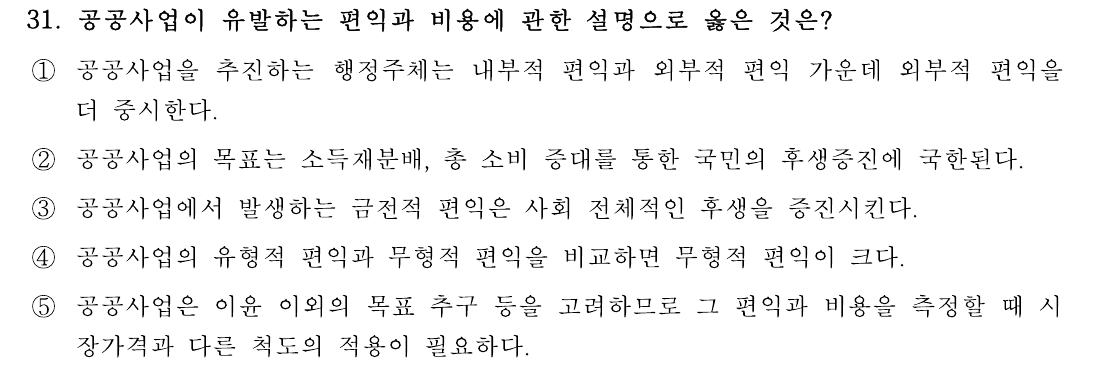 31. 공공사업이 유발하는 편익과 비용에 관한 설명으로 옳은 것은?
① 공공사업을 추진하는 행정주체는 내부적 편익과 외부적 편익 가운데 외부적 편익을
더 중시한다.
② 공공사업의 목표는 소득재분배, 총 소비 증대를 통한 국민의 후생증진에 국한된다.
③ 공공사업에서 발생하는 금전적 편익은 사회 전체적인 후생을 증진시킨다.
④ 공공사업의 유형적 편익과 무형적 편익을 비교하면 무형적 편익이 크다.
⑤ 공공사업은 이윤 이외의 목표 추구 등을 고려하므로 그 편익과 비용을 측정할 때 시
장가격과 다른 척도의 적용이 필요하다.